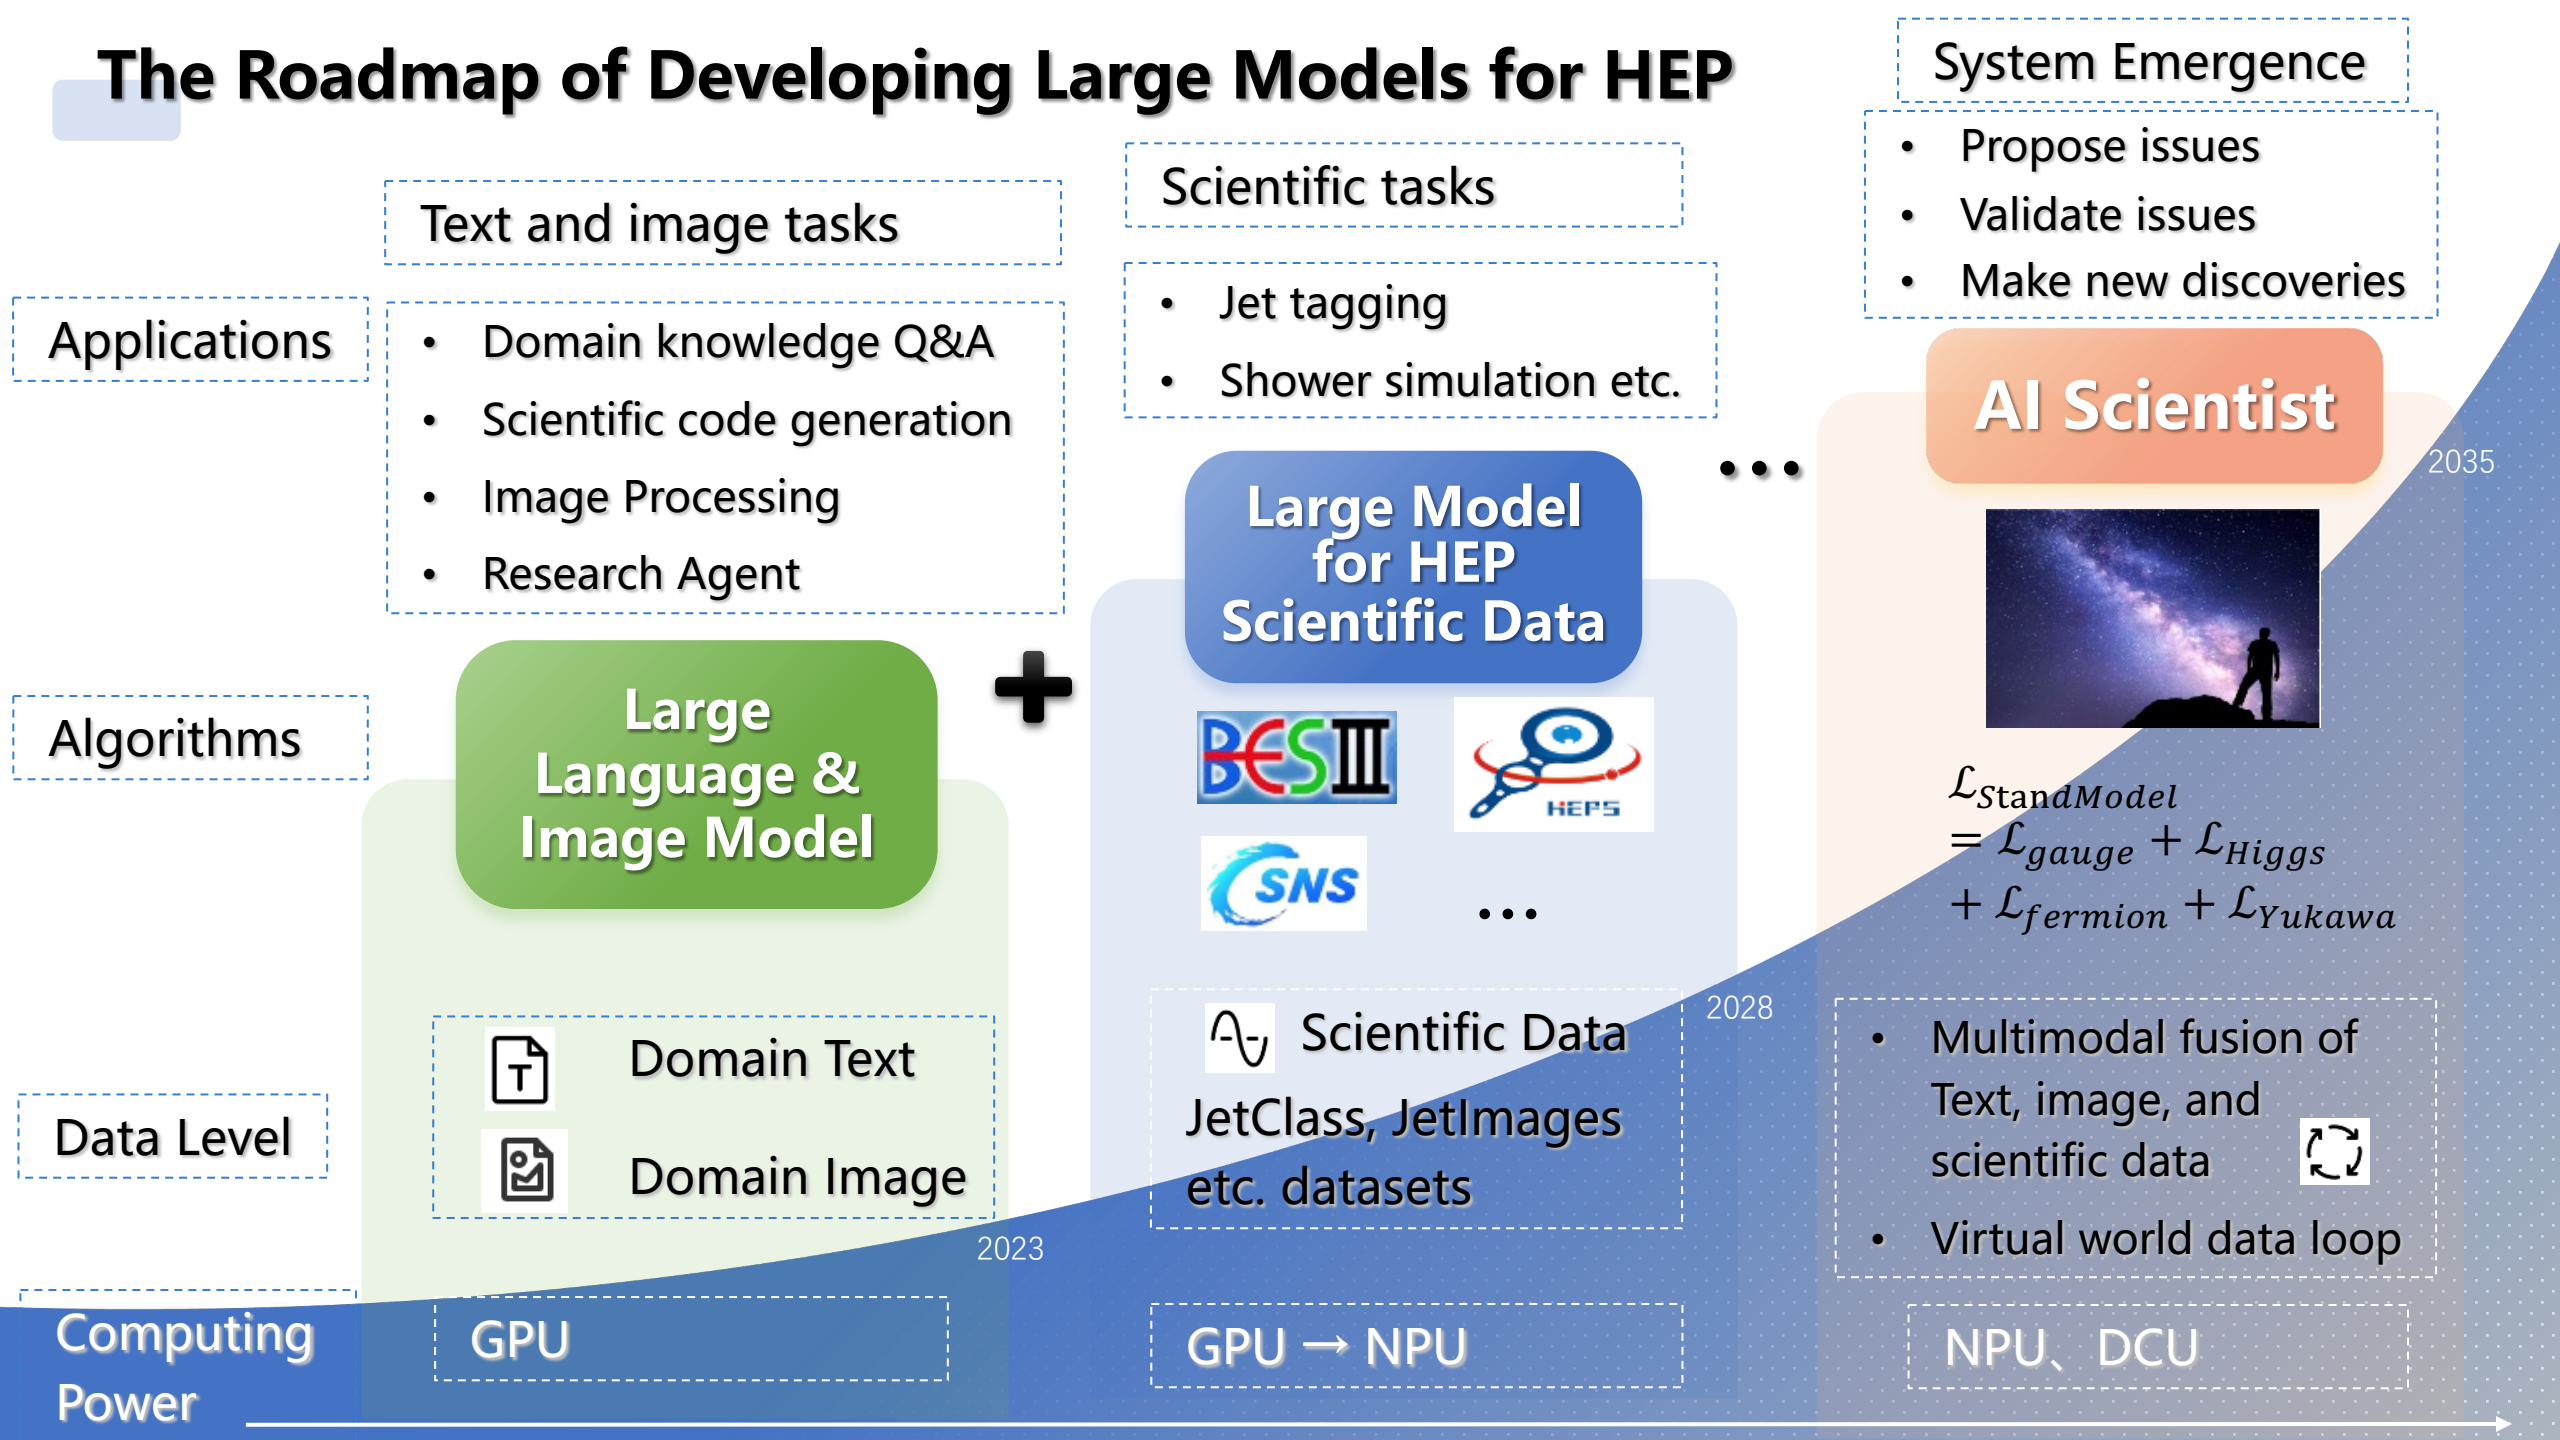 The Roadmap of Developing Large Models for HEP
System Emergence
• Propose issues
• Validate issues
• Make new discoveries
Scientific tasks
• Jet tagging
• Shower simulation etc.
Text and image tasks
• Domain knowledge Q&A
• Scientific code generation
• Image Processing
• Research Agent
Applications
AI Scientist
2035
...
Large Model
for HEP
Scientific Data
Large
Language &
Image Model
Algorithms
BESIII
HEPS
SNS
...
ℒ_StandModel
= ℒ_gauge + ℒ_Higgs
+ ℒ_fermion + ℒ_Yukawa
Data Level
T
Domain Text
Domain Image
2023
Scientific Data
JetClass, JetImages
etc. datasets
2028
• Multimodal fusion of
Text, image, and
scientific data
• Virtual world data loop
Computing
Power
GPU
GPU → NPU
NPU、DCU